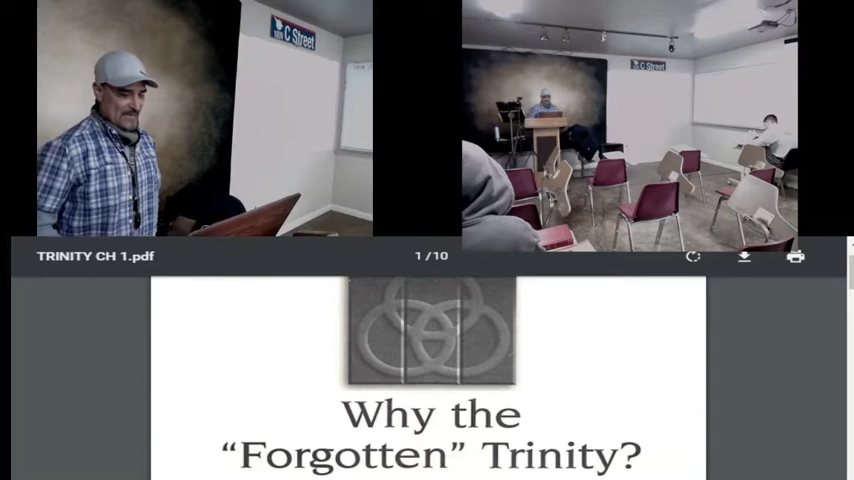 C Street
C Street
TRINITY CH 1.pdf
1/10
Why the
"Forgotten" Trinity?